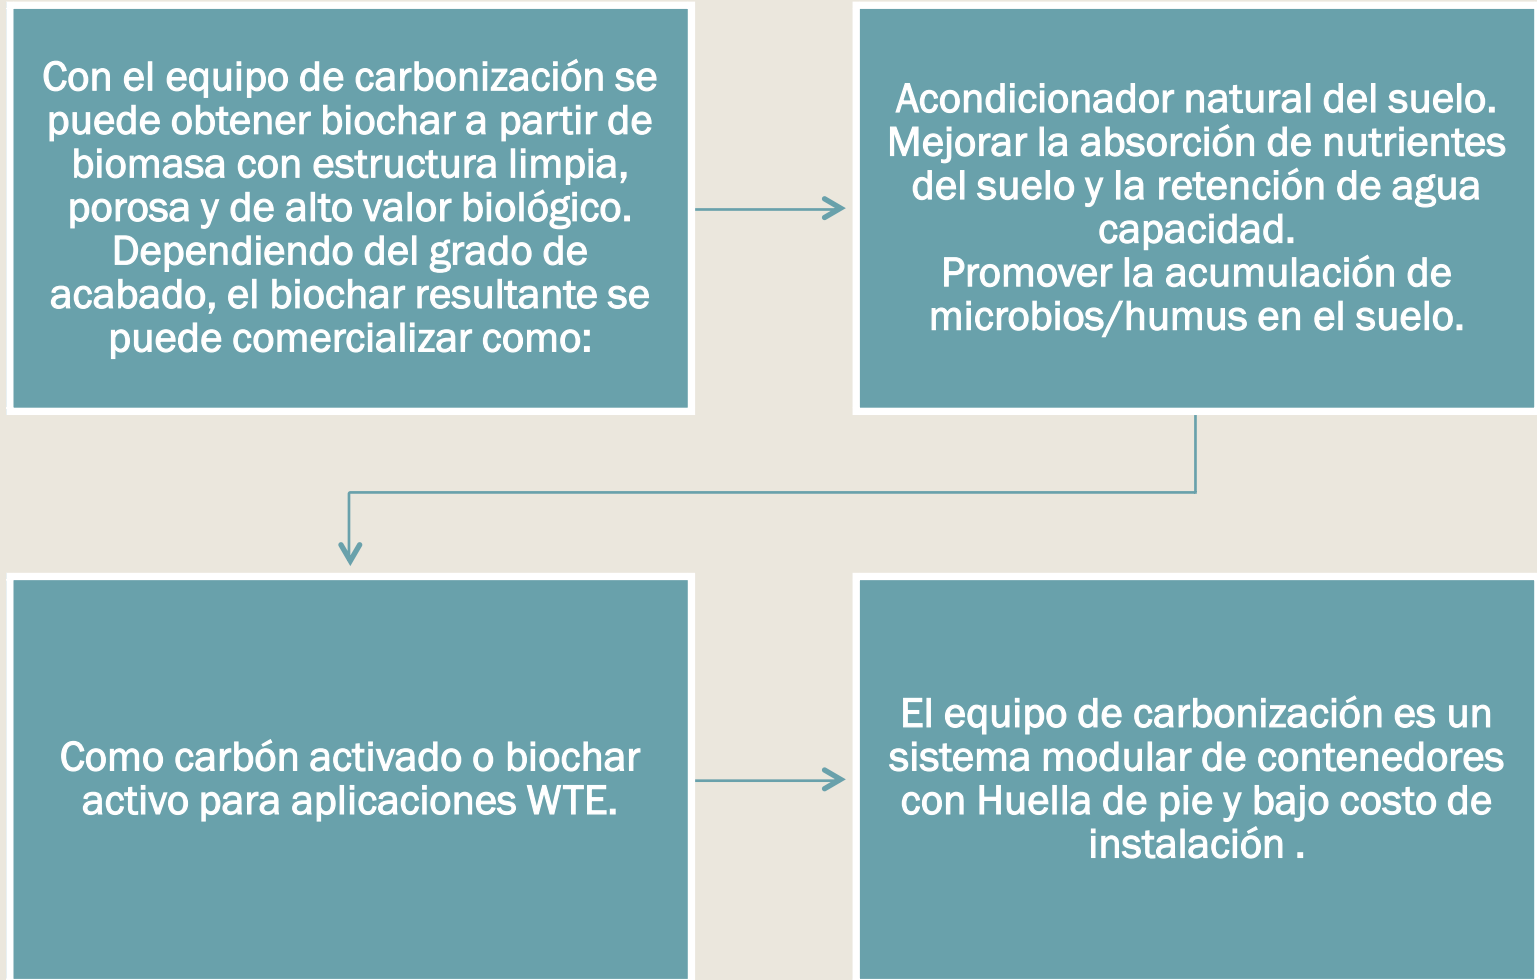 Con el equipo de carbonización se
puede obtener biochar a partir de
biomasa con estructura limpia,
porosa y de alto valor biológico.
Dependiendo del grado de
acabado, el biochar resultante se
puede comercializar como:
Acondicionador natural del suelo.
Mejorar la absorción de nutrientes
del suelo y la retención de agua
capacidad.
Promover la acumulación de
microbios/humus en el suelo.
Como carbón activado o biochar
activo para aplicaciones WTE.
El equipo de carbonización es un
sistema modular de contenedores
con Huella de pie y bajo costo de
instalación .